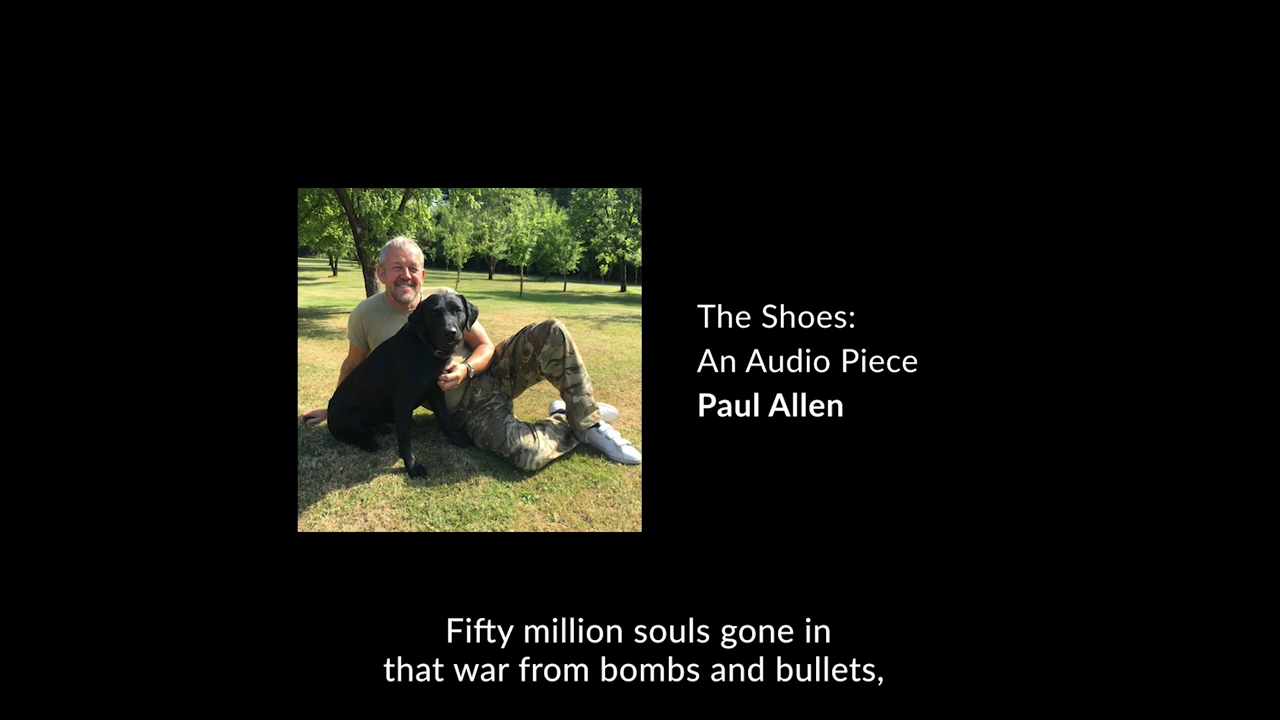 The Shoes:
An Audio Piece
Paul Allen
Fifty million souls gone in
that war from bombs and bullets,